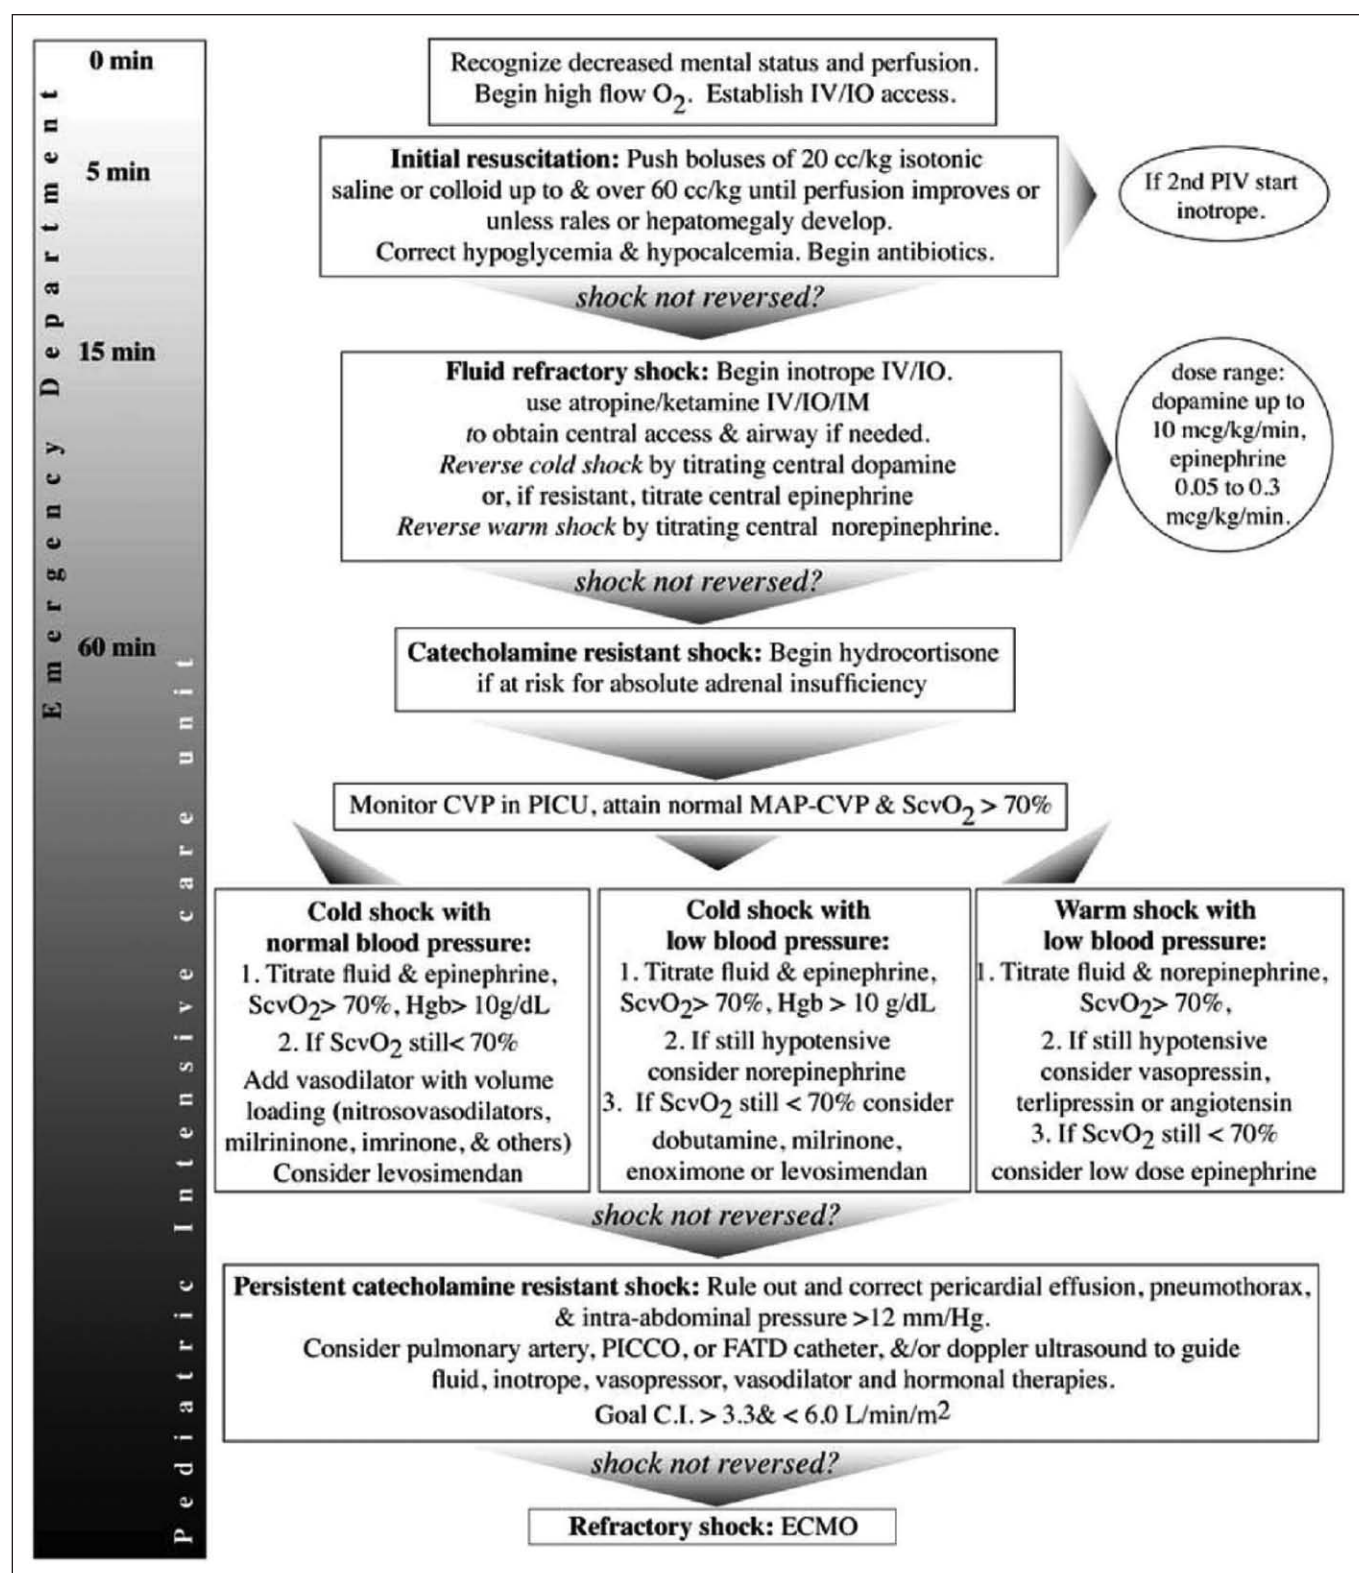 0 min
5 min
15 min
60 min
Emergency Department
Pediatric Intensive care unit
Recognize decreased mental status and perfusion.
Begin high flow O2. Establish IV/IO access.
Initial resuscitation: Push boluses of 20 cc/kg isotonic
saline or colloid up to & over 60 cc/kg until perfusion improves or
unless rales or hepatomegaly develop.
Correct hypoglycemia & hypocalcemia. Begin antibiotics.
If 2nd PIV start
inotrope.
shock not reversed?
Fluid refractory shock: Begin inotrope IV/IO.
use atropine/ketamine IV/IO/IM
to obtain central access & airway if needed.
Reverse cold shock by titrating central dopamine
or, if resistant, titrate central epinephrine
Reverse warm shock by titrating central norepinephrine.
dose range:
dopamine up to
10 mcg/kg/min,
epinephrine
0.05 to 0.3
mcg/kg/min.
shock not reversed?
Catecholamine resistant shock: Begin hydrocortisone
if at risk for absolute adrenal insufficiency
Monitor CVP in PICU, attain normal MAP-CVP & ScvO2 > 70%
Cold shock with
normal blood pressure:
1. Titrate fluid & epinephrine,
ScvO2> 70%, Hgb> 10g/dL
2. If ScvO2 still< 70%
Add vasodilator with volume
loading (nitrosovasodilators,
milrininone, imrinone, & others)
Consider levosimendan
Cold shock with
low blood pressure:
1. Titrate fluid & epinephrine,
ScvO2> 70%, Hgb > 10 g/dL
2. If still hypotensive
consider norepinephrine
3. If ScvO2 still < 70% consider
dobutamine, milrinone,
enoximone or levosimendan
Warm shock with
low blood pressure:
1. Titrate fluid & norepinephrine,
ScvO2> 70%,
2. If still hypotensive
consider vasopressin,
terlipressin or angiotensin
3. If ScvO2 still < 70%
consider low dose epinephrine
shock not reversed?
Persistent catecholamine resistant shock: Rule out and correct pericardial effusion, pneumothorax,
& intra-abdominal pressure >12 mm/Hg.
Consider pulmonary artery, PICCO, or FATD catheter, &/or doppler ultrasound to guide
fluid, inotrope, vasopressor, vasodilator and hormonal therapies.
Goal C.I. > 3.3& < 6.0 L/min/m2
shock not reversed?
Refractory shock: ECMO